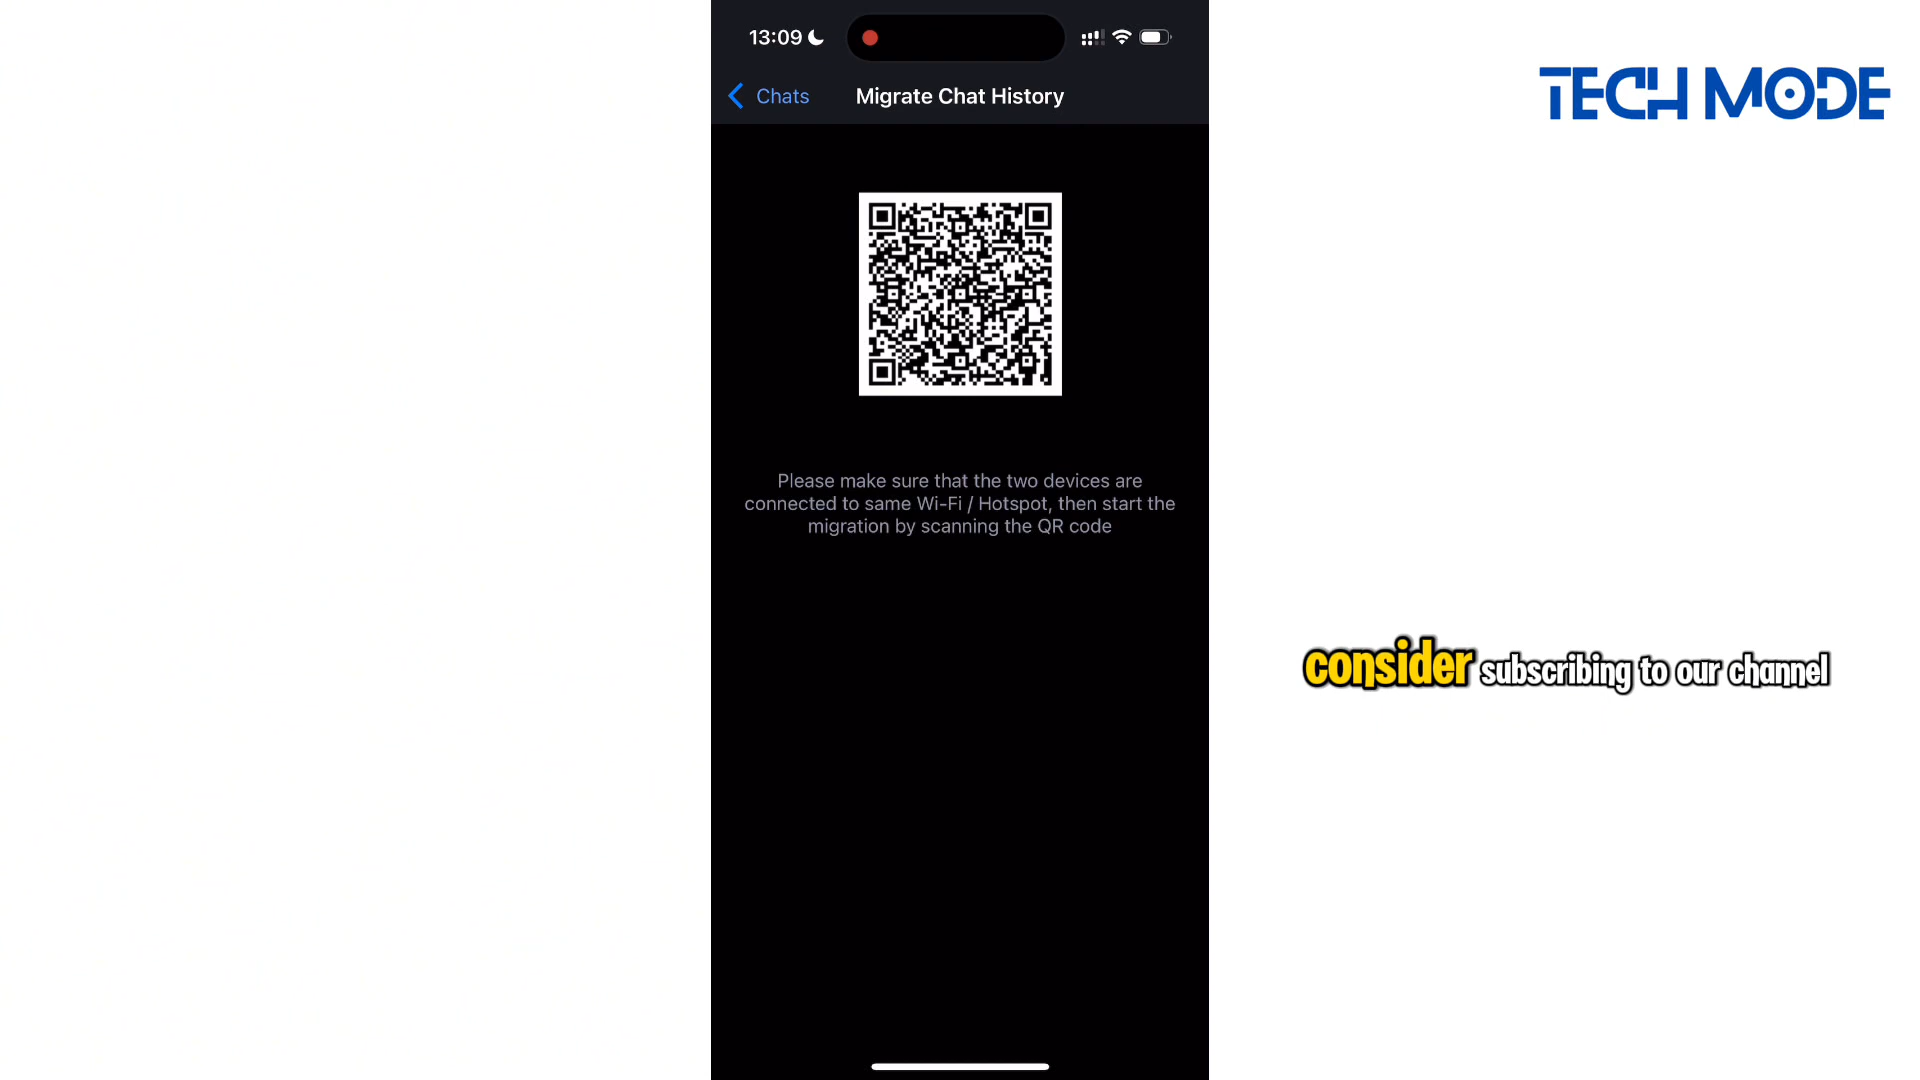 13:09
TECH MODE
Chats
Migrate Chat History
Please make sure that the two devices are
connected to same Wi-Fi / Hotspot, then start the
migration by scanning the QR code
consider subscribing to our channel